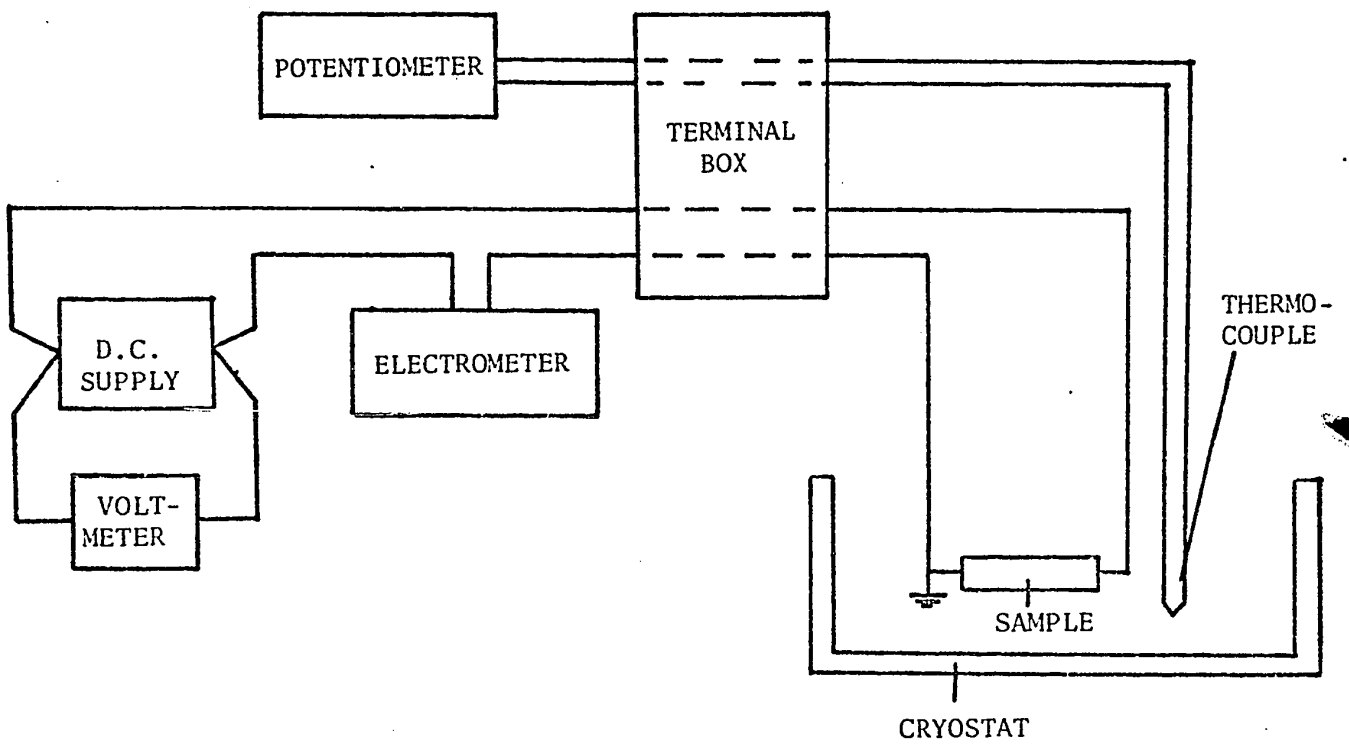 POTENTIOMETER
TERMINAL
BOX
THERMO-
COUPLE
D.C.
SUPPLY
ELECTROMETER
VOLT-
METER
SAMPLE
CRYOSTAT